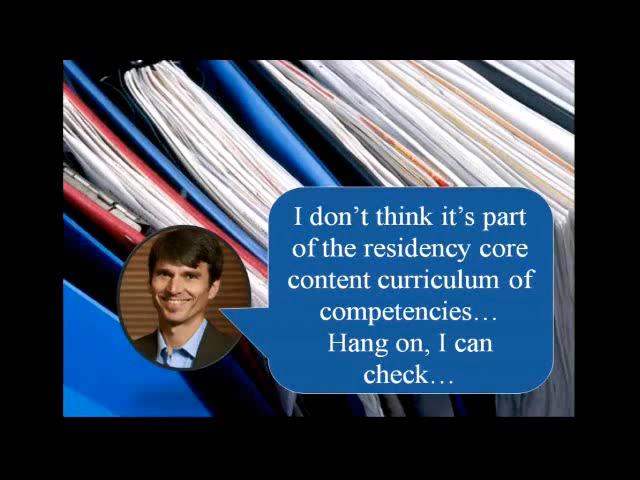 I don’t think it’s part
of the residency core
content curriculum of
competencies…
Hang on, I can
check…